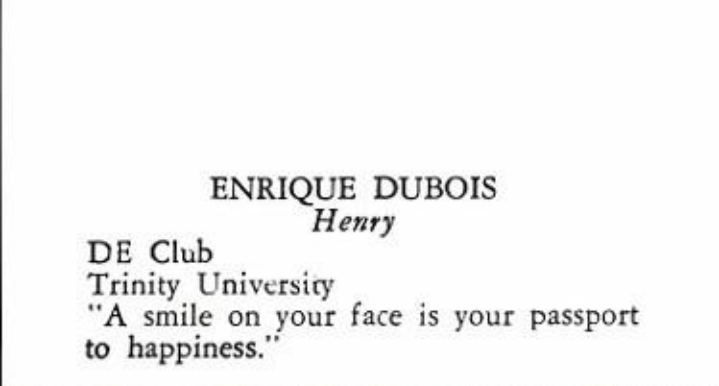 ENRIQUE DUBOIS
Henry
DE Club
Trinity University
"A smile on your face is your passport
to happiness."